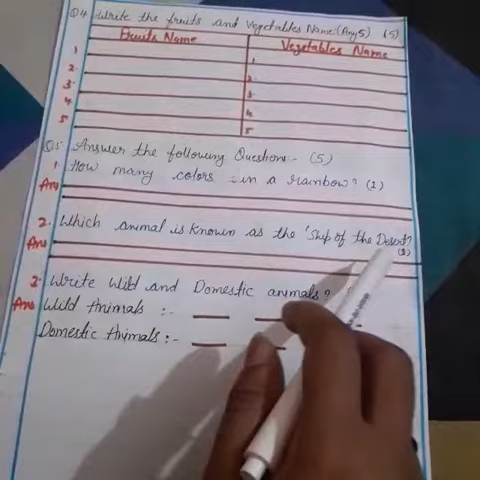 Q4 Write the fruits and Vegetables Name (Any 5) (5)
Fruits Name Vegetables Name
1 1
2. 2.
3. 3.
4 4
5 5
Q5 Answer the following Question:- (5)
1. How many colors in a rainbow? (1)
Ans
2. Which animal is known as the 'Ship of the Desert? (1)
Ans
3. Write Wild and Domestic animals?
Ans Wild Animals :-
Domestic Animals :-